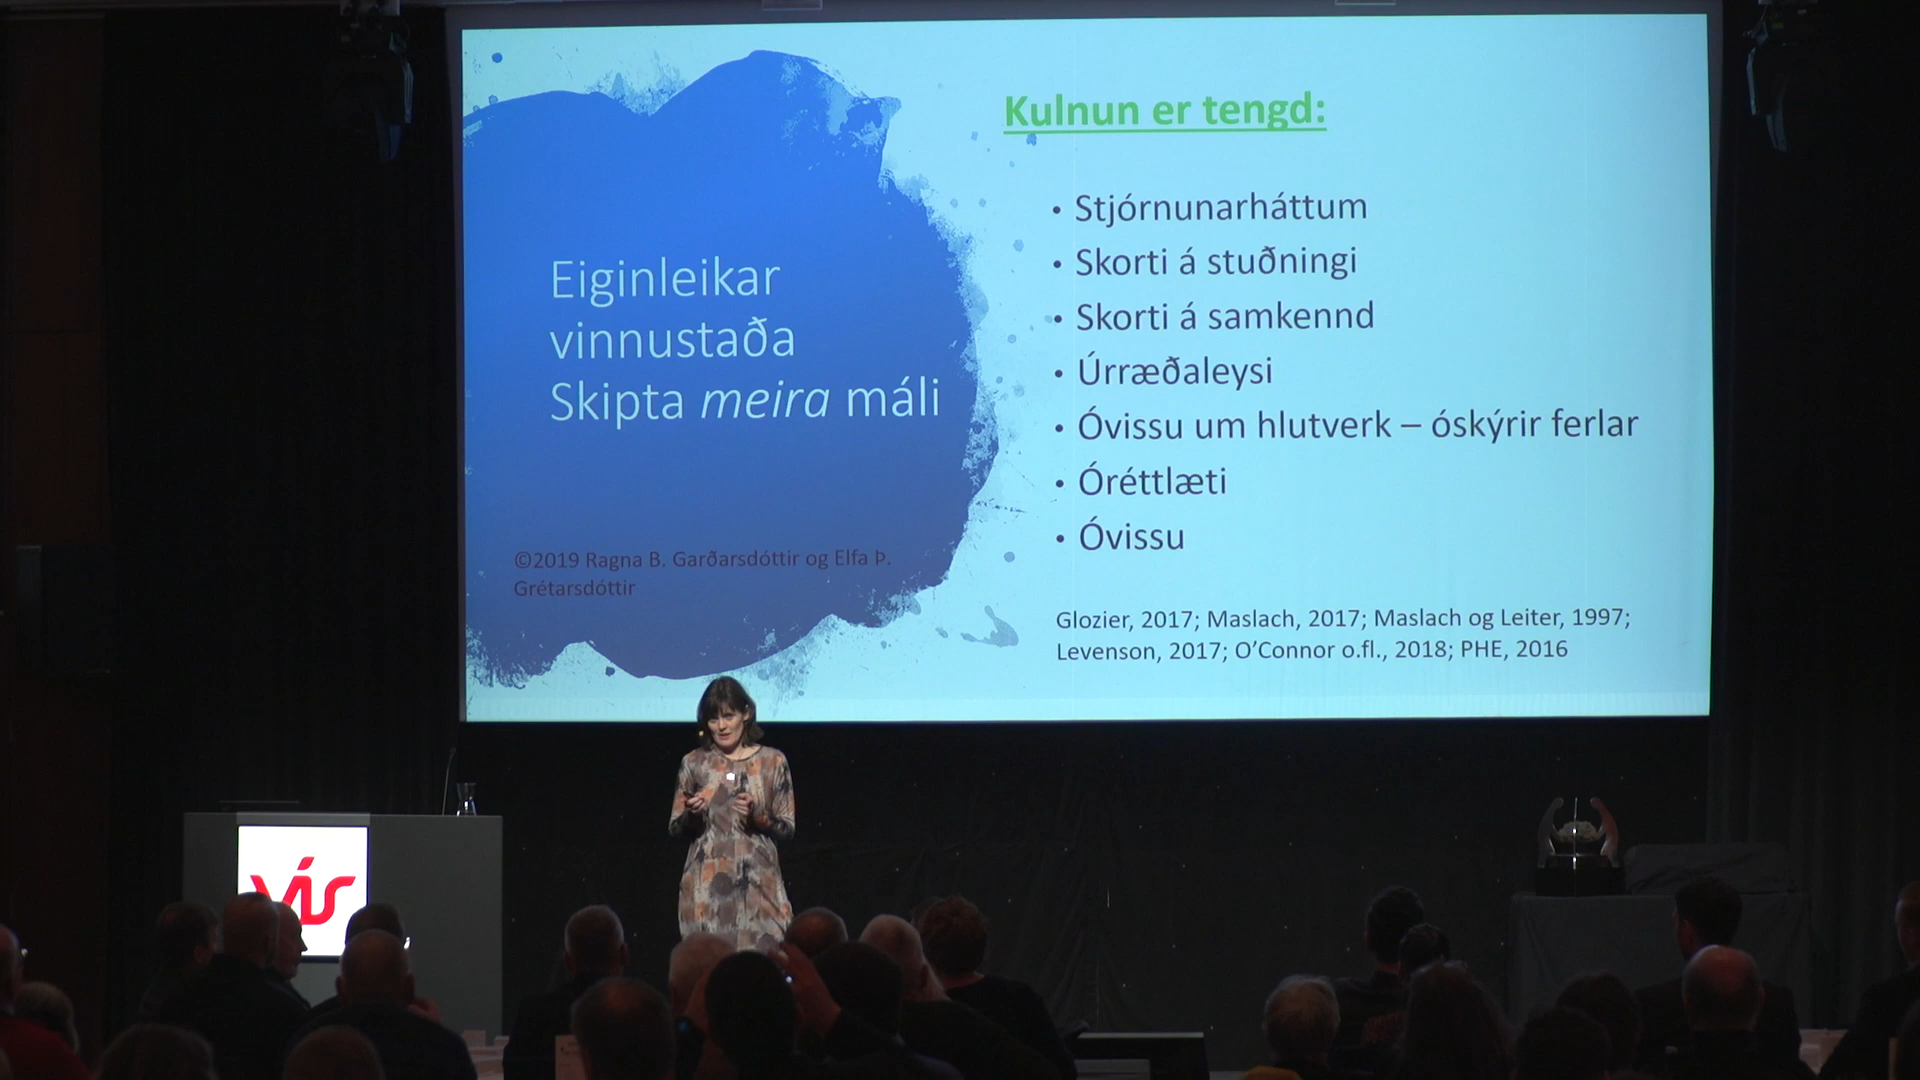 Eiginleikar
vinnustaða
Skipta meira máli
©2019 Ragna B. Garðarsdóttir og Elfa Þ.
Grétarsdóttir
Kulnun er tengd:
• Stjórnunarháttum
• Skorti á stuðningi
• Skorti á samkennd
• Úrræðaleysi
• Óvissu um hlutverk – óskýrir ferlar
• Óréttlæti
• Óvissu
Glozier, 2017; Maslach, 2017; Maslach og Leiter, 1997;
Levenson, 2017; O’Connor o.fl., 2018; PHE, 2016
vís